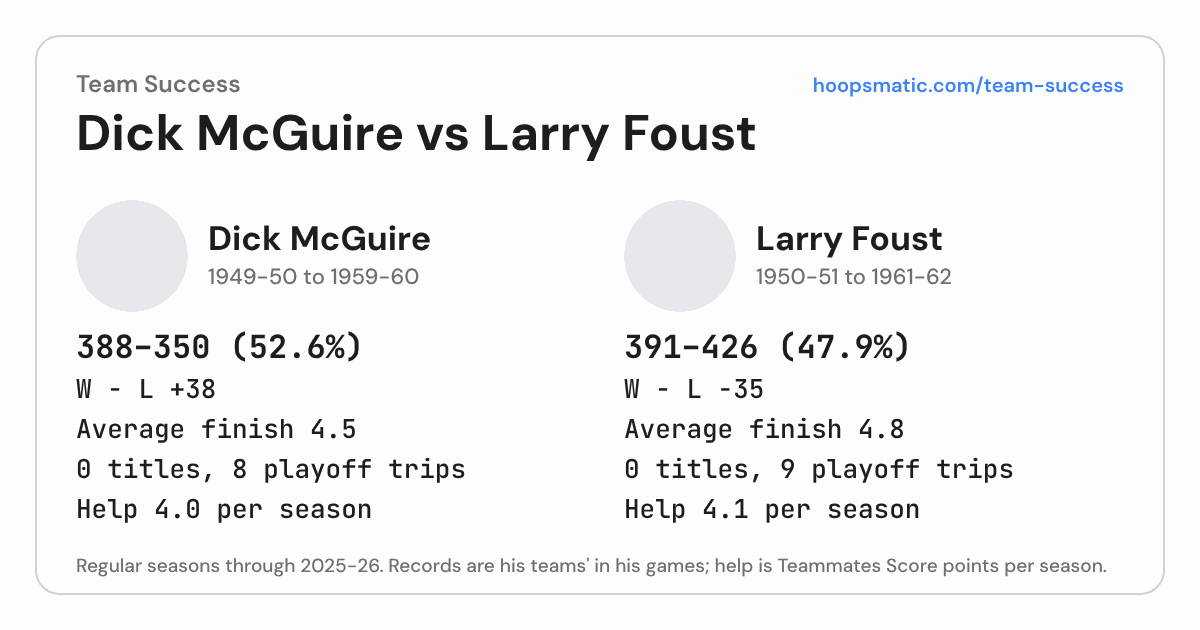 Team Success
hoopsmatic.com/team-success
Dick McGuire vs Larry Foust
Dick McGuire
1949-50 to 1959-60
388-350 (52.6%)
W - L +38
Average finish 4.5
0 titles, 8 playoff trips
Help 4.0 per season
Larry Foust
1950-51 to 1961-62
391-426 (47.9%)
W - L -35
Average finish 4.8
0 titles, 9 playoff trips
Help 4.1 per season
Regular seasons through 2025-26. Records are his teams' in his games; help is Teammates Score points per season.